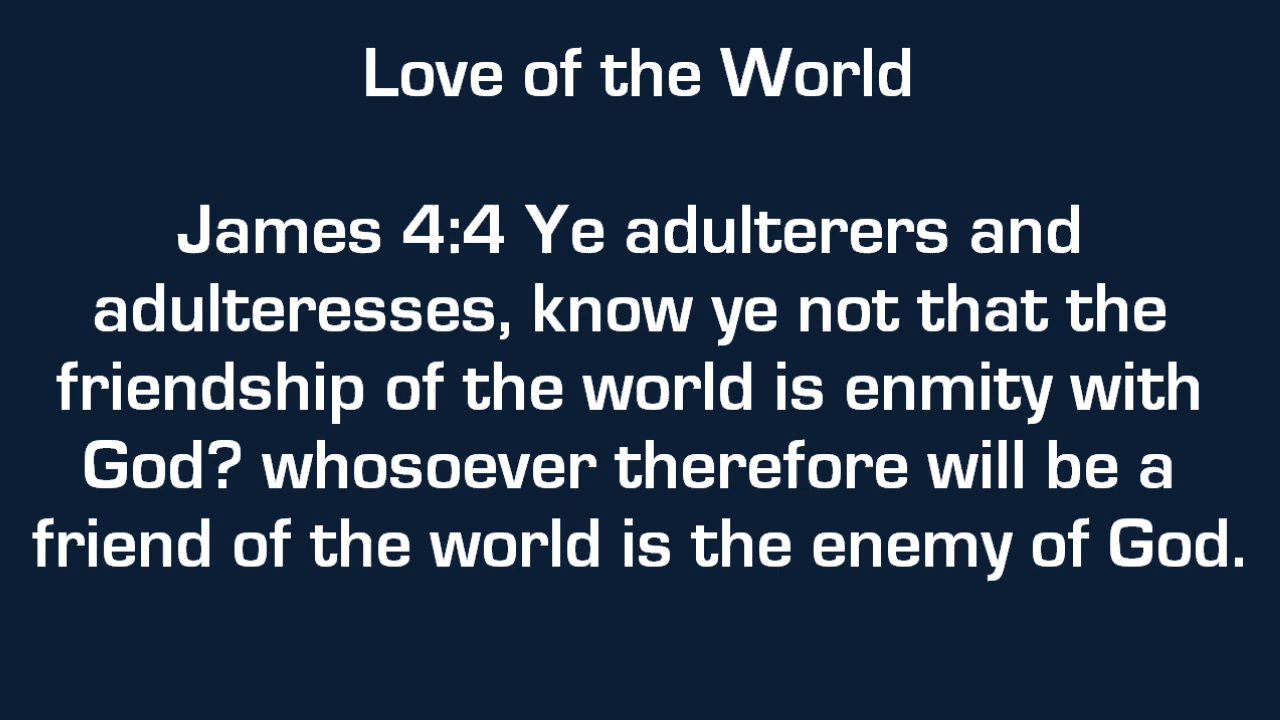 Love of the World
James 4:4 Ye adulterers and
adulteresses, know ye not that the
friendship of the world is enmity with
God? whosoever therefore will be a
friend of the world is the enemy of God.